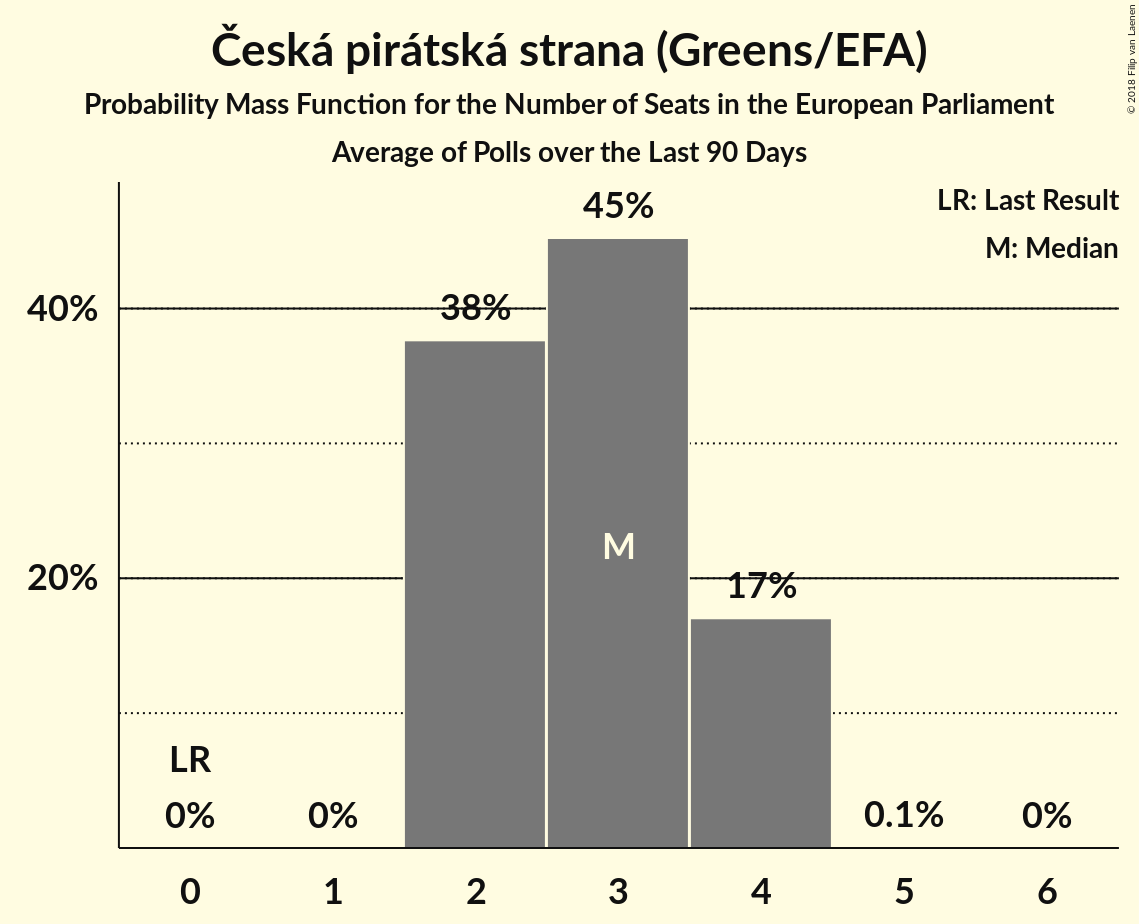 Česká pirátská strana (Greens/EFA)
Probability Mass Function for the Number of Seats in the European Parliament
Average of Polls over the Last 90 Days
© 2018 Filip van Laenen
LR: Last Result
M: Median
45%
40%
38%
M
20%
17%
LR
0%
0%
0.1%
0%
0 1 2 3 4 5 6